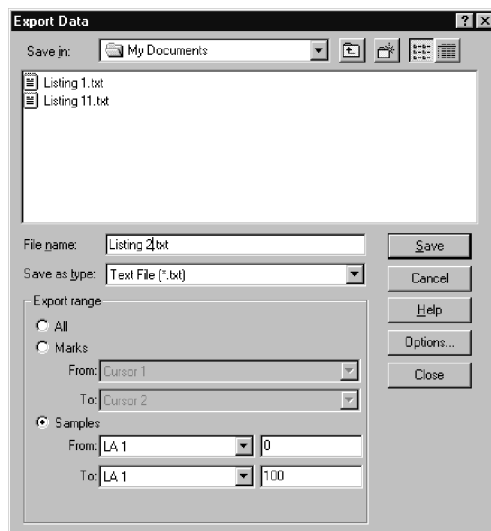 Export Data
Save in: My Documents
Listing 1.txt
Listing 11.txt
File name: Listing 2.txt Save
Save as type: Text File (*.txt) Cancel
Export range Help
All
Marks Options...
From: Cursor 1 Close
To: Cursor 2
Samples
From: LA 1 0
To: LA 1 100